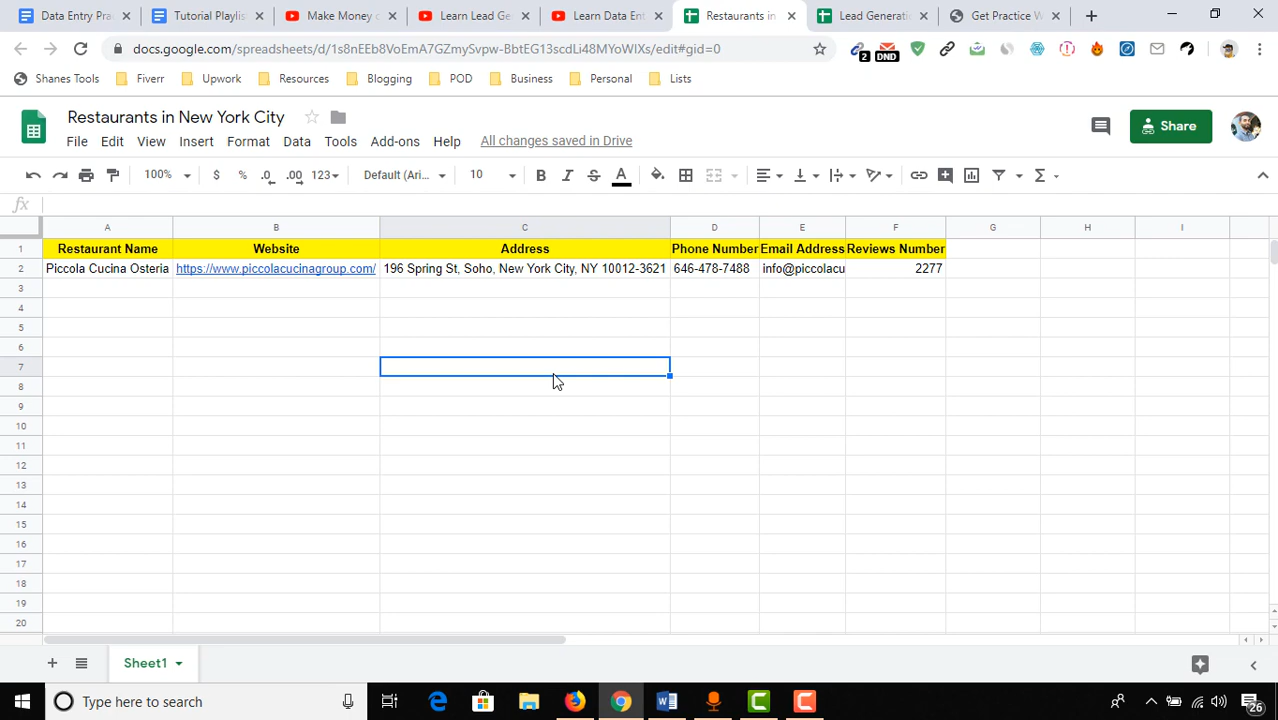 Data Entry Prac
Tutorial Playlis
Make Money o
Learn Lead Ge
Learn Data Ent
Restaurants in
Lead Generati
Get Practice W
docs.google.com/spreadsheets/d/1s8nEEb8VoEmA7GZmySvpw-BbtEG13scdLi48MYoWIXs/edit#gid=0
2
DND
Shanes Tools
Fiverr
Upwork
Resources
Blogging
POD
Business
Personal
Lists
Restaurants in New York City
File Edit View Insert Format Data Tools Add-ons Help All changes saved in Drive
Share
100% $ % .0 .00 123 Default (Ari... 10 B I S A Σ
fx
A B C D E F G H I
1 Restaurant Name Website Address Phone Number Email Address Reviews Number
2 Piccola Cucina Osteria https://www.piccolacucinagroup.com/ 196 Spring St, Soho, New York City, NY 10012-3621 646-478-7488 info@piccolacu 2277
3
4
5
6
7
8
9
10
11
12
13
14
15
16
17
18
19
20
Sheet1
Type here to search
26